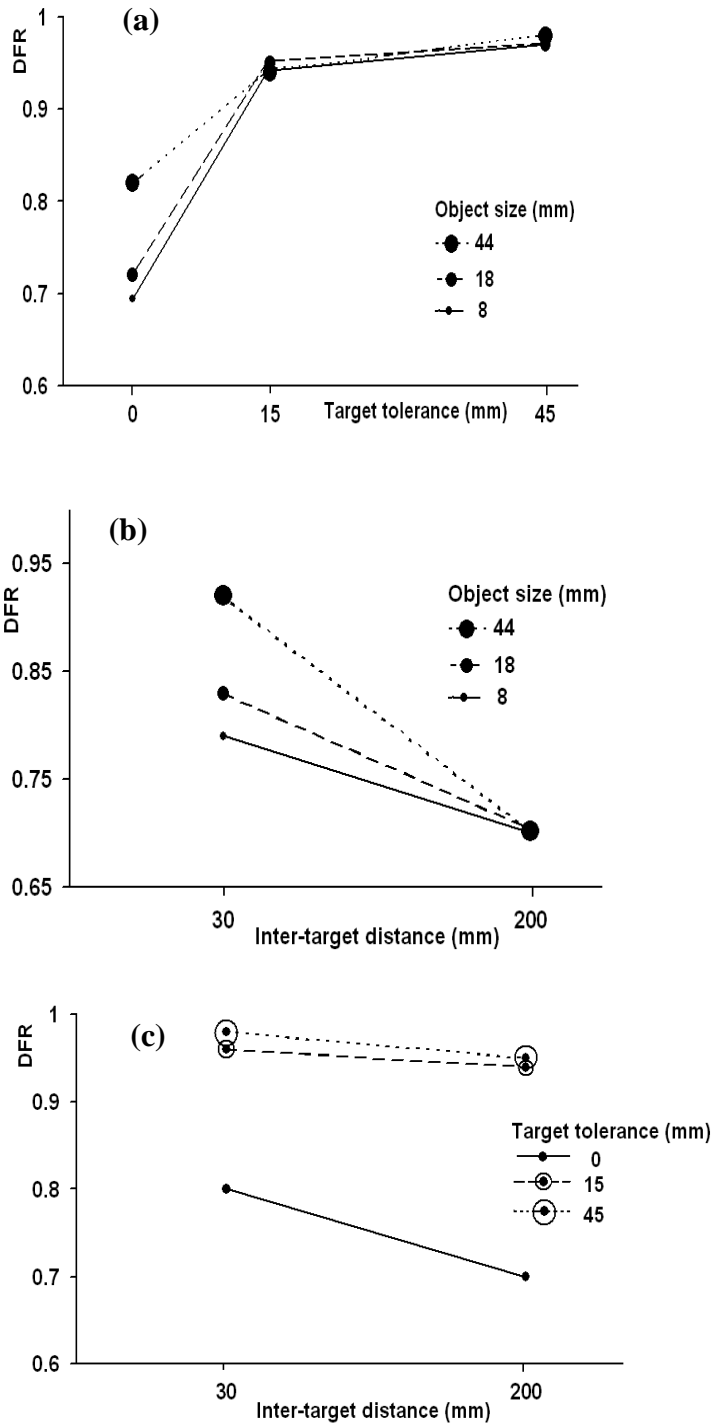 (a)
DFR
1
0.9
0.8
0.7
0.6
Object size (mm)
44
18
8
0
15
Target tolerance (mm)
45
(b)
DFR
0.95
0.85
0.75
0.65
Object size (mm)
44
18
8
30
200
Inter-target distance (mm)
(c)
DFR
1
0.9
0.8
0.7
0.6
Target tolerance (mm)
0
15
45
30
200
Inter-target distance (mm)